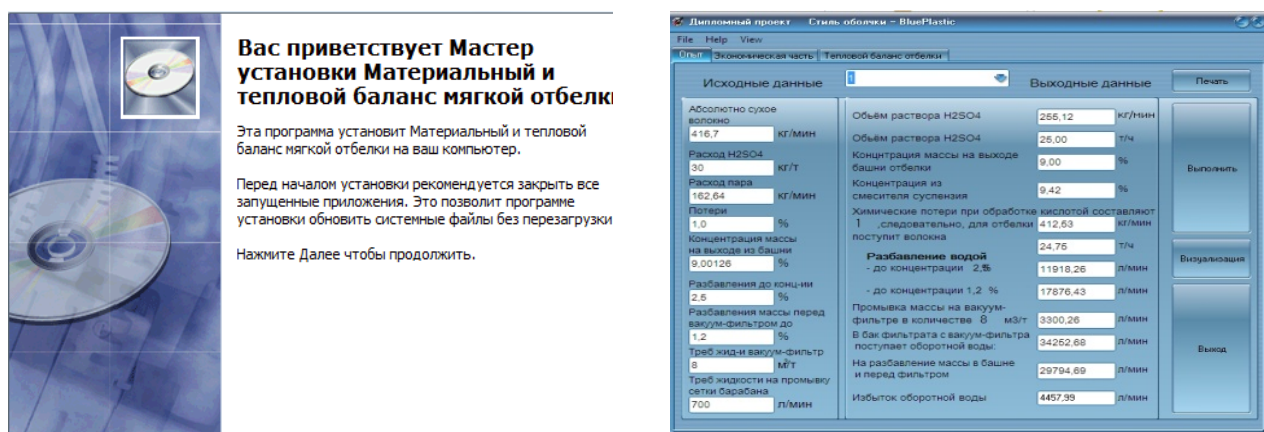 Вас приветствует Мастер
установки Материальный и
тепловой баланс мягкой отбелк
Эта программа установит Материальный и тепловой
баланс мягкой отбелки на ваш компьютер.
Перед началом установки рекомендуется закрыть все
запущенные приложения. Это позволит программе
установки обновить системные файлы без перезагрузки
Нажмите Далее чтобы продолжить.
Дипломный проект Стиль оболчки - BluePlastic
File Help View
Опыт Экономическая часть Тепловой баланс отбелки
Исходные данные
1
Выходные данные
Печать
Абсолютно сухое
волокно
416,7 кг/мин
Расход H2SO4
30 кг/т
Расход пара
162,64 кг/мин
Потери
1,0 %
Концентрация массы
на выходе из башни
9,00126 %
Разбавления до конц-ии
2,5 %
Разбавления массы перед
вакуум-фильтром до
1,2 %
Треб жид-и вакуум-фильтр
8 м3/т
Треб жидкости на промывку
сетки барабана
700 л/мин
Объём раствора H2SO4 255,12 кг/мин
Объём раствора H2SO4 25,00 т/ч
Концнтрация массы на выходе
башни отбелки 9,00 %
Концентрация из
смесителя суспензия 9,42 %
Химические потери при обработке кислотой составляют
1 ,следовательно, для отбелки 412,53 кг/мин
поступит волокна 24,75 т/ч
Разбавление водой
- до концентрации 2,5 % 11918,26 л/мин
- до концентрации 1,2 % 17876,43 л/мин
Промывка массы на вакуум-
фильтре в количестве 8 м3/т 3300,26 л/мин
В бак фильтрата с вакуум-фильтра
поступает оборотной воды: 34252,68 л/мин
На разбавление массы в башне
и перед фильтром 29794,69 л/мин
Избыток оборотной воды 4457,99 л/мин
Выполнить
Визуализация
Выход